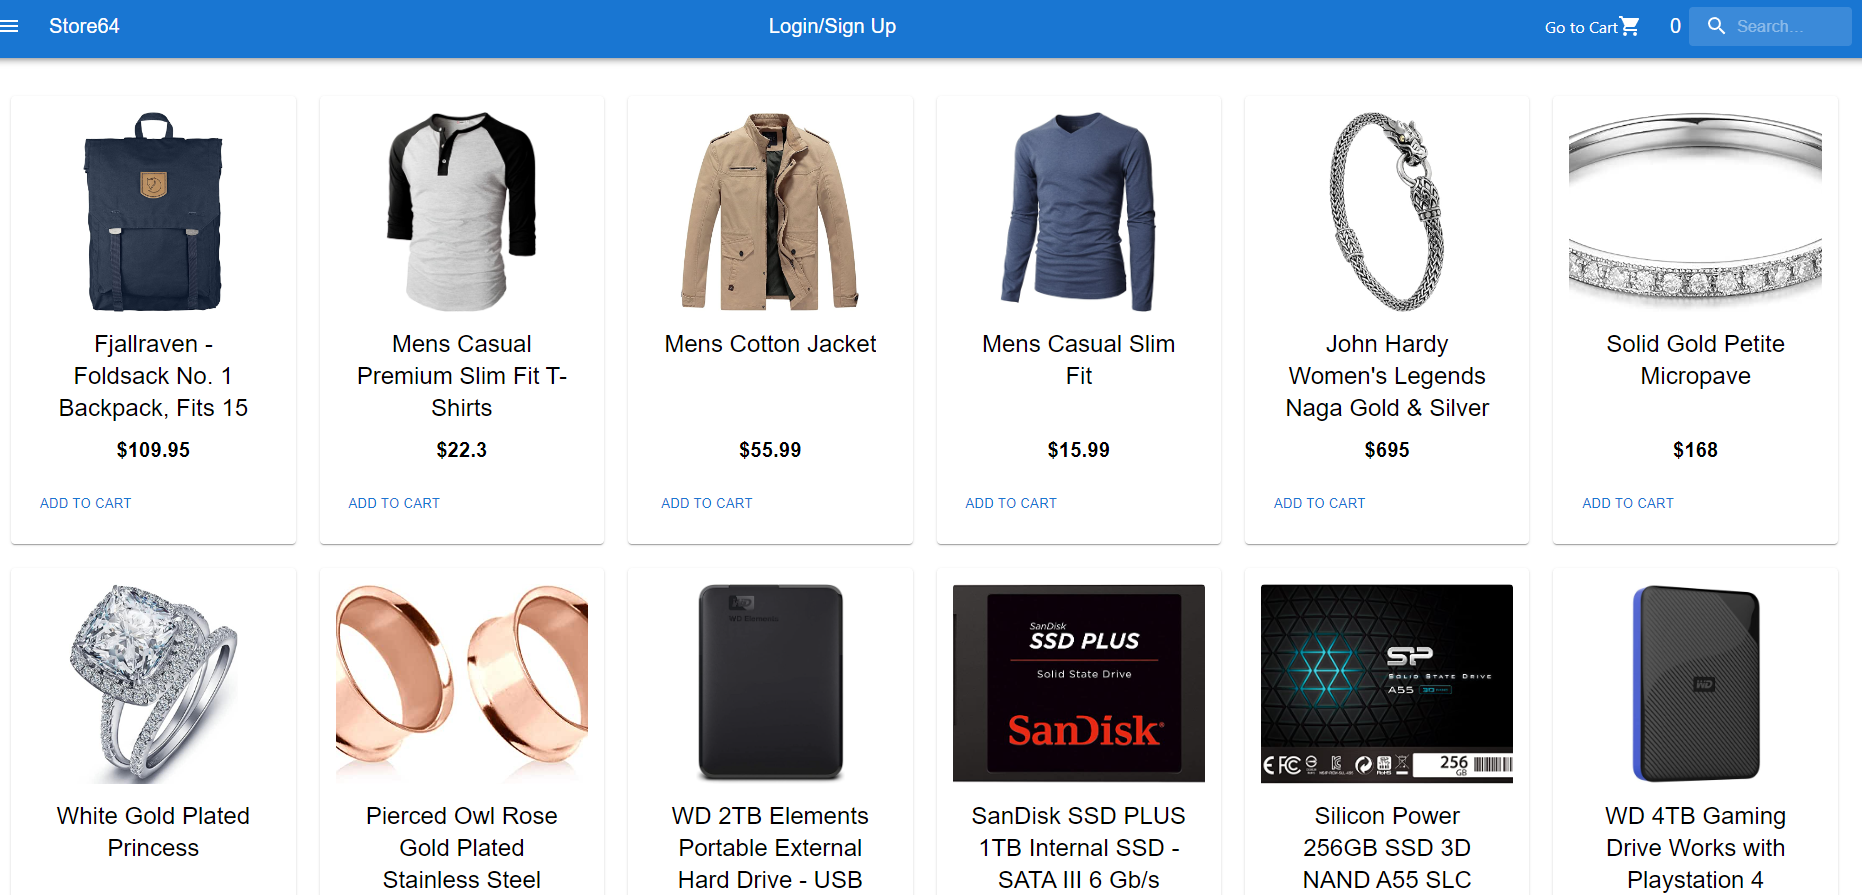 Store64
Login/Sign Up
Go to Cart
0
Search...
Fjallraven -
Foldsack No. 1
Backpack, Fits 15
$109.95
ADD TO CART
Mens Casual
Premium Slim Fit T-
Shirts
$22.3
ADD TO CART
Mens Cotton Jacket
$55.99
ADD TO CART
Mens Casual Slim
Fit
$15.99
ADD TO CART
John Hardy
Women's Legends
Naga Gold & Silver
$695
ADD TO CART
Solid Gold Petite
Micropave
$168
ADD TO CART
White Gold Plated
Princess
Pierced Owl Rose
Gold Plated
Stainless Steel
WD
WD Elements
WD 2TB Elements
Portable External
Hard Drive - USB
SanDisk
SSD PLUS
Solid State Drive
SanDisk
SanDisk SSD PLUS
1TB Internal SSD -
SATA III 6 Gb/s
SP
SOLID STATE DRIVE
A55
256
GB
Silicon Power
256GB SSD 3D
NAND A55 SLC
WD
WD 4TB Gaming
Drive Works with
Playstation 4